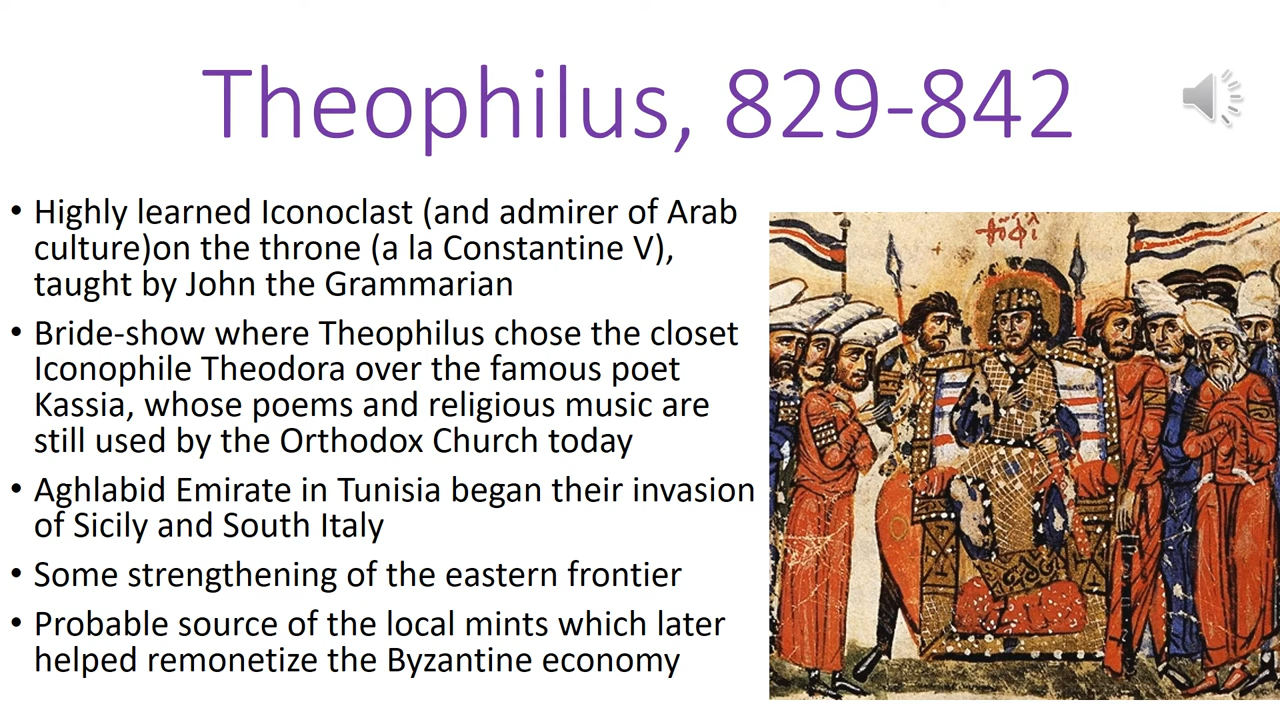 Theophilus, 829-842
• Highly learned Iconoclast (and admirer of Arab
culture)on the throne (a la Constantine V),
taught by John the Grammarian
• Bride-show where Theophilus chose the closet
Iconophile Theodora over the famous poet
Kassia, whose poems and religious music are
still used by the Orthodox Church today
• Aghlabid Emirate in Tunisia began their invasion
of Sicily and South Italy
• Some strengthening of the eastern frontier
• Probable source of the local mints which later
helped remonetize the Byzantine economy